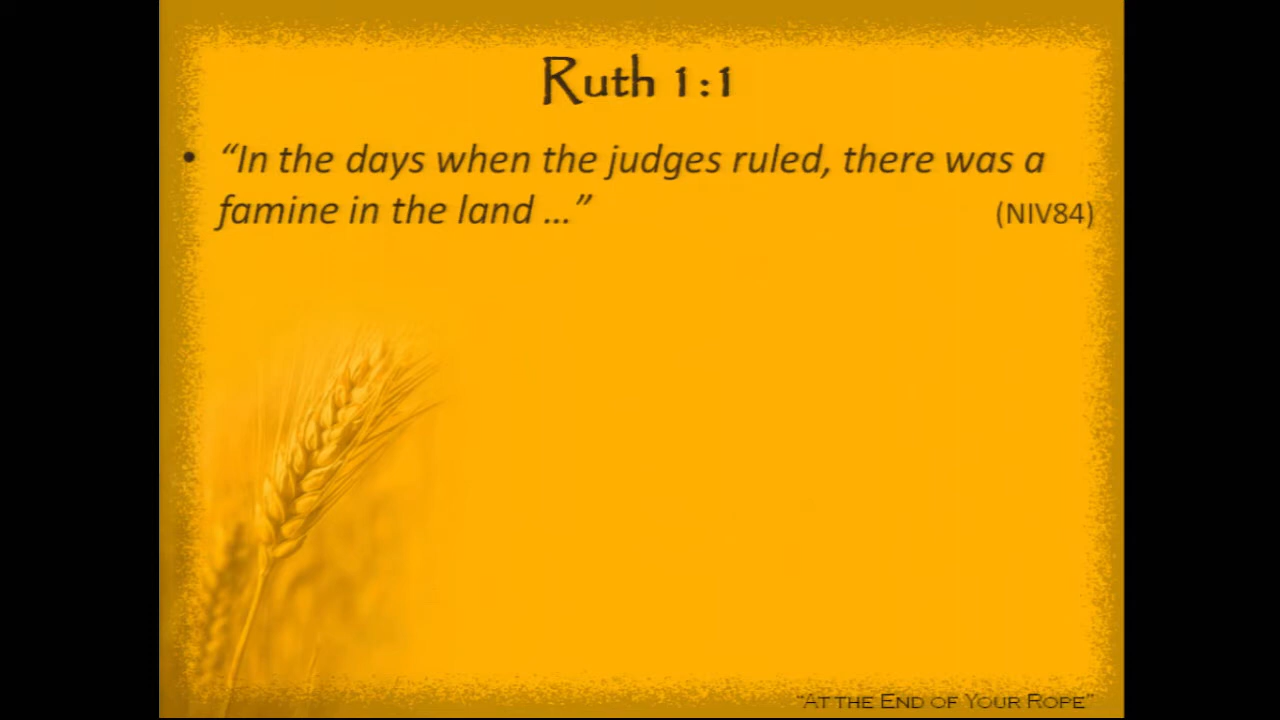 Ruth 1:1
• “In the days when the judges ruled, there was a
famine in the land …” (NIV84)
“At the End of Your Rope”